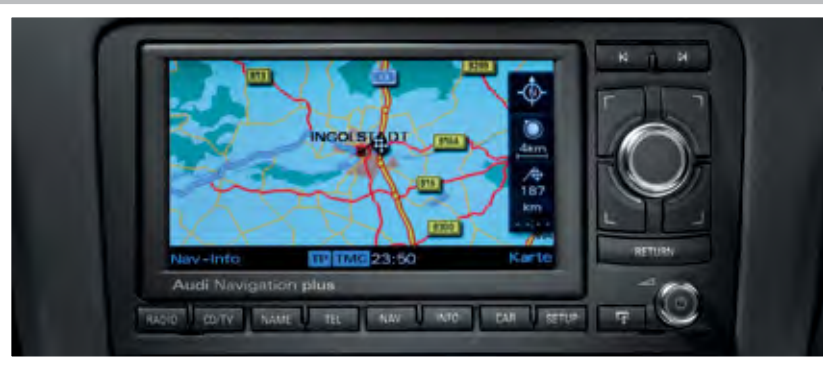 B13
INGOLSTADT
B16A
B16
B300
N
4km
187
km
Nav-Info
TP TMC 23:50
Karte
Audi Navigation plus
RETURN
RADIO
CD/TV
NAME
TEL
NAV
INFO
CAR
SETUP